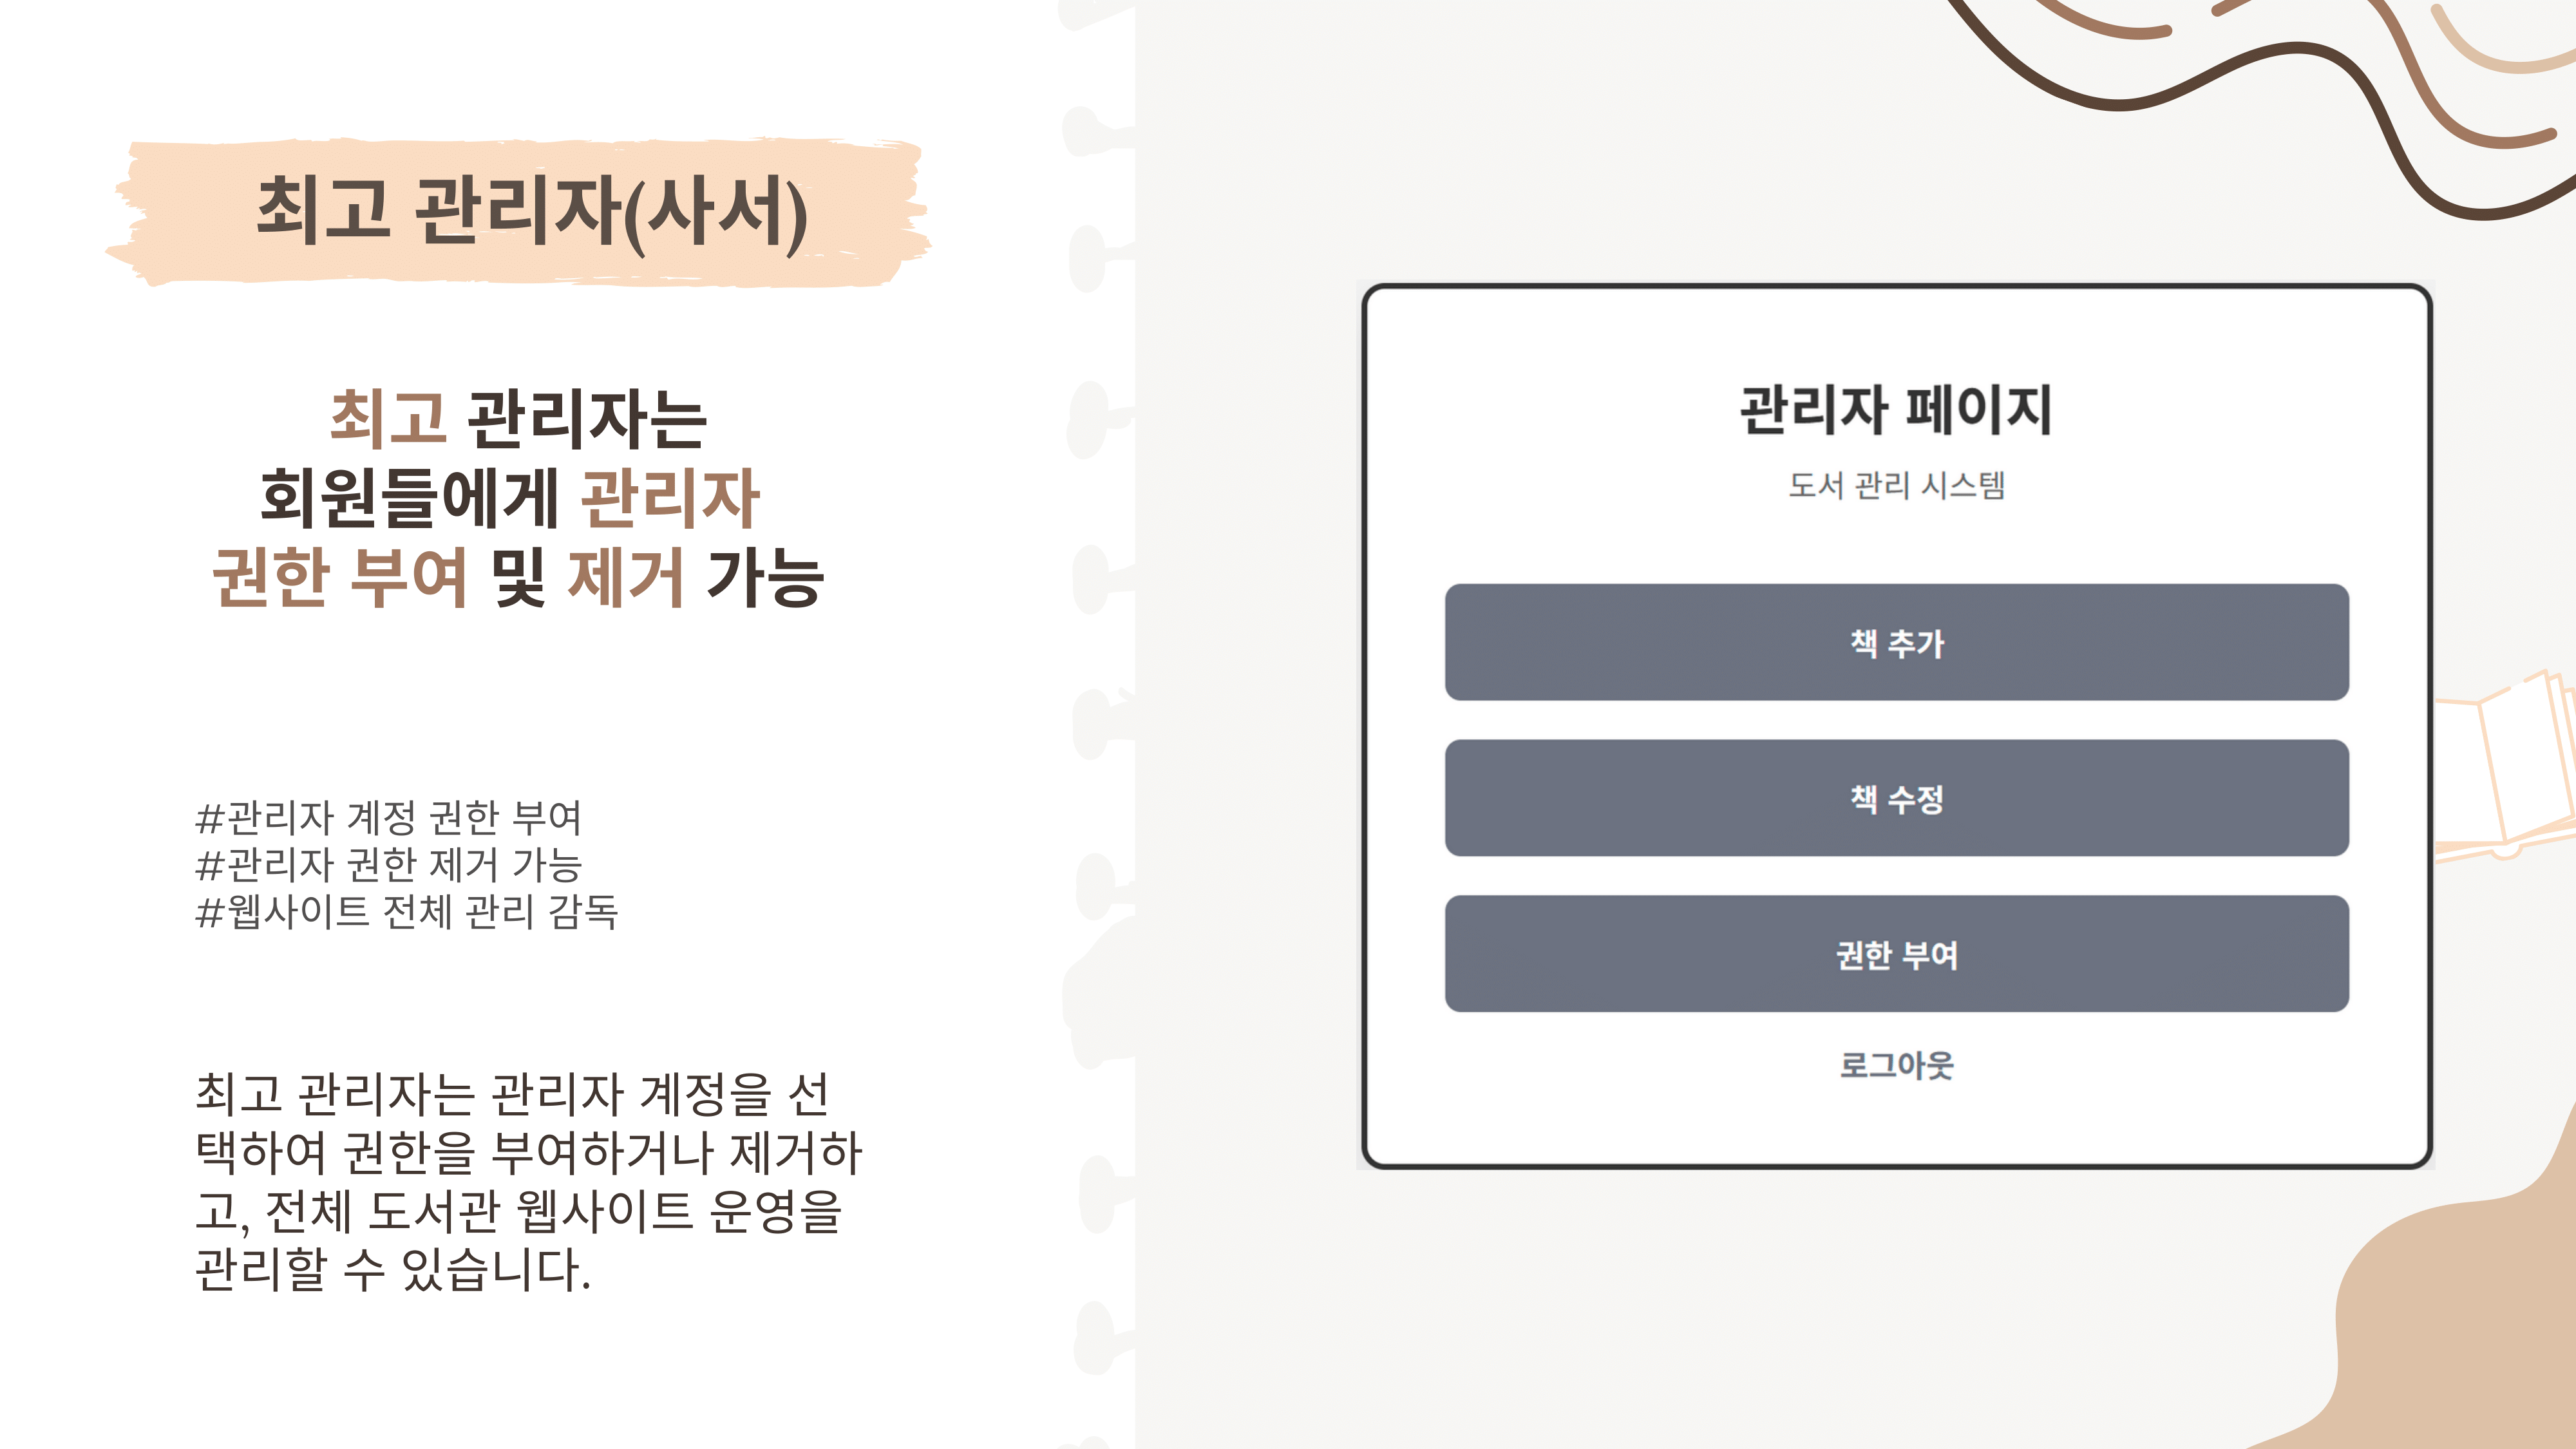 최고 관리자(사서)
최고 관리자는
회원들에게 관리자
권한 부여 및 제거 가능
#관리자 계정 권한 부여
#관리자 권한 제거 가능
#웹사이트 전체 관리 감독
최고 관리자는 관리자 계정을 선
택하여 권한을 부여하거나 제거하
고, 전체 도서관 웹사이트 운영을
관리할 수 있습니다.
관리자 페이지
도서 관리 시스템
책 추가
책 수정
권한 부여
로그아웃